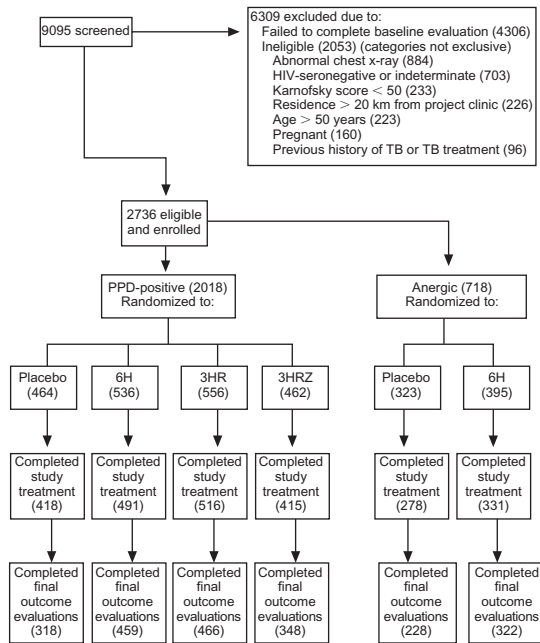 9095 screened
6309 excluded due to:
Failed to complete baseline evaluation (4306)
Ineligible (2053) (categories not exclusive)
Abnormal chest x-ray (884)
HIV-seronegative or indeterminate (703)
Karnofsky score < 50 (233)
Residence > 20 km from project clinic (226)
Age > 50 years (223)
Pregnant (160)
Previous history of TB or TB treatment (96)
2736 eligible
and enrolled
PPD-positive (2018)
Randomized to:
Anergic (718)
Randomized to:
Placebo
(464)
6H
(536)
3HR
(556)
3HRZ
(462)
Placebo
(323)
6H
(395)
Completed
study
treatment
(418)
Completed
study
treatment
(491)
Completed
study
treatment
(516)
Completed
study
treatment
(415)
Completed
study
treatment
(278)
Completed
study
treatment
(331)
Completed
final
outcome
evaluations
(318)
Completed
final
outcome
evaluations
(459)
Completed
final
outcome
evaluations
(466)
Completed
final
outcome
evaluations
(348)
Completed
final
outcome
evaluations
(228)
Completed
final
outcome
evaluations
(322)